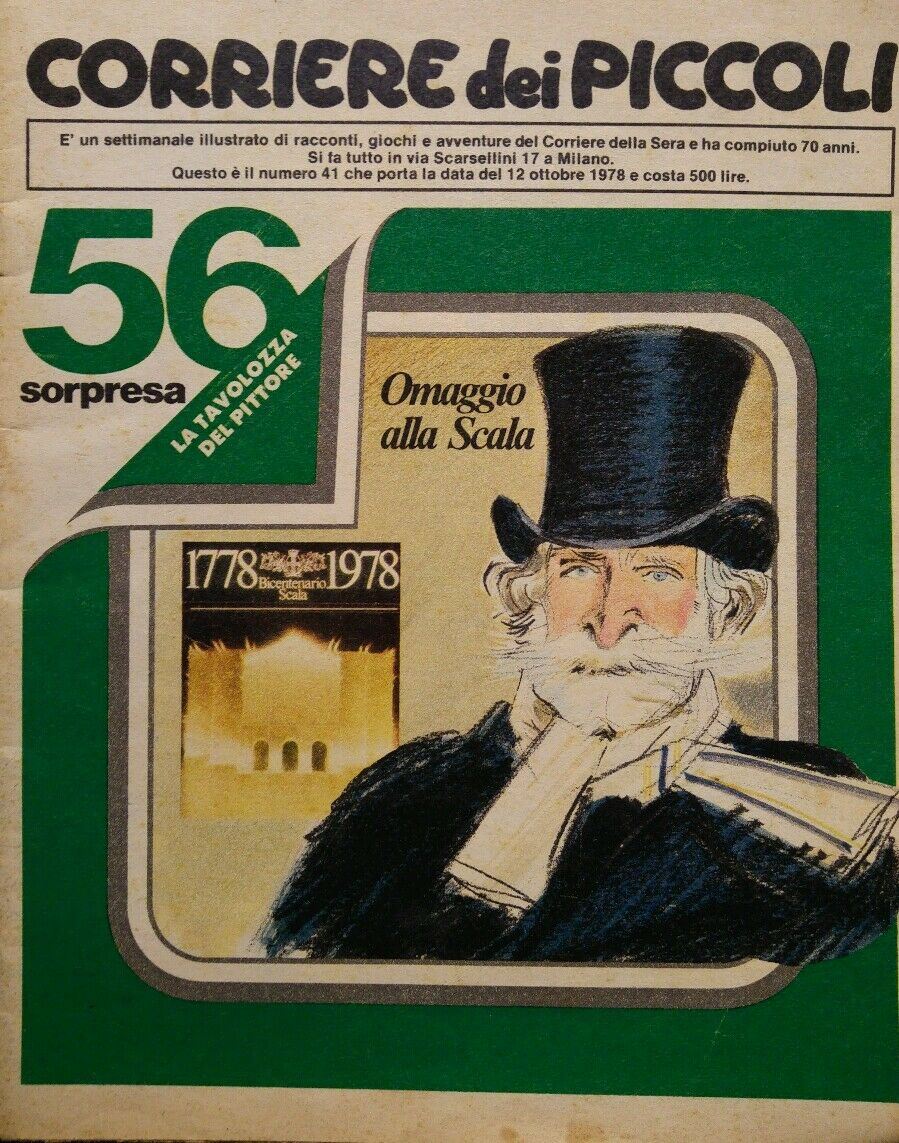 CORRIERE dei PICCOLI
E' un settimanale illustrato di racconti, giochi e avventure del Corriere della Sera e ha compiuto 70 anni.
Si fa tutto in via Scarsellini 17 a Milano.
Questo è il numero 41 che porta la data del 12 ottobre 1978 e costa 500 lire.
56
sorpresa
LA TAVOLOZZA
DEL PITTORE
Omaggio
alla Scala
1778 1978
Bicentenario
Scala